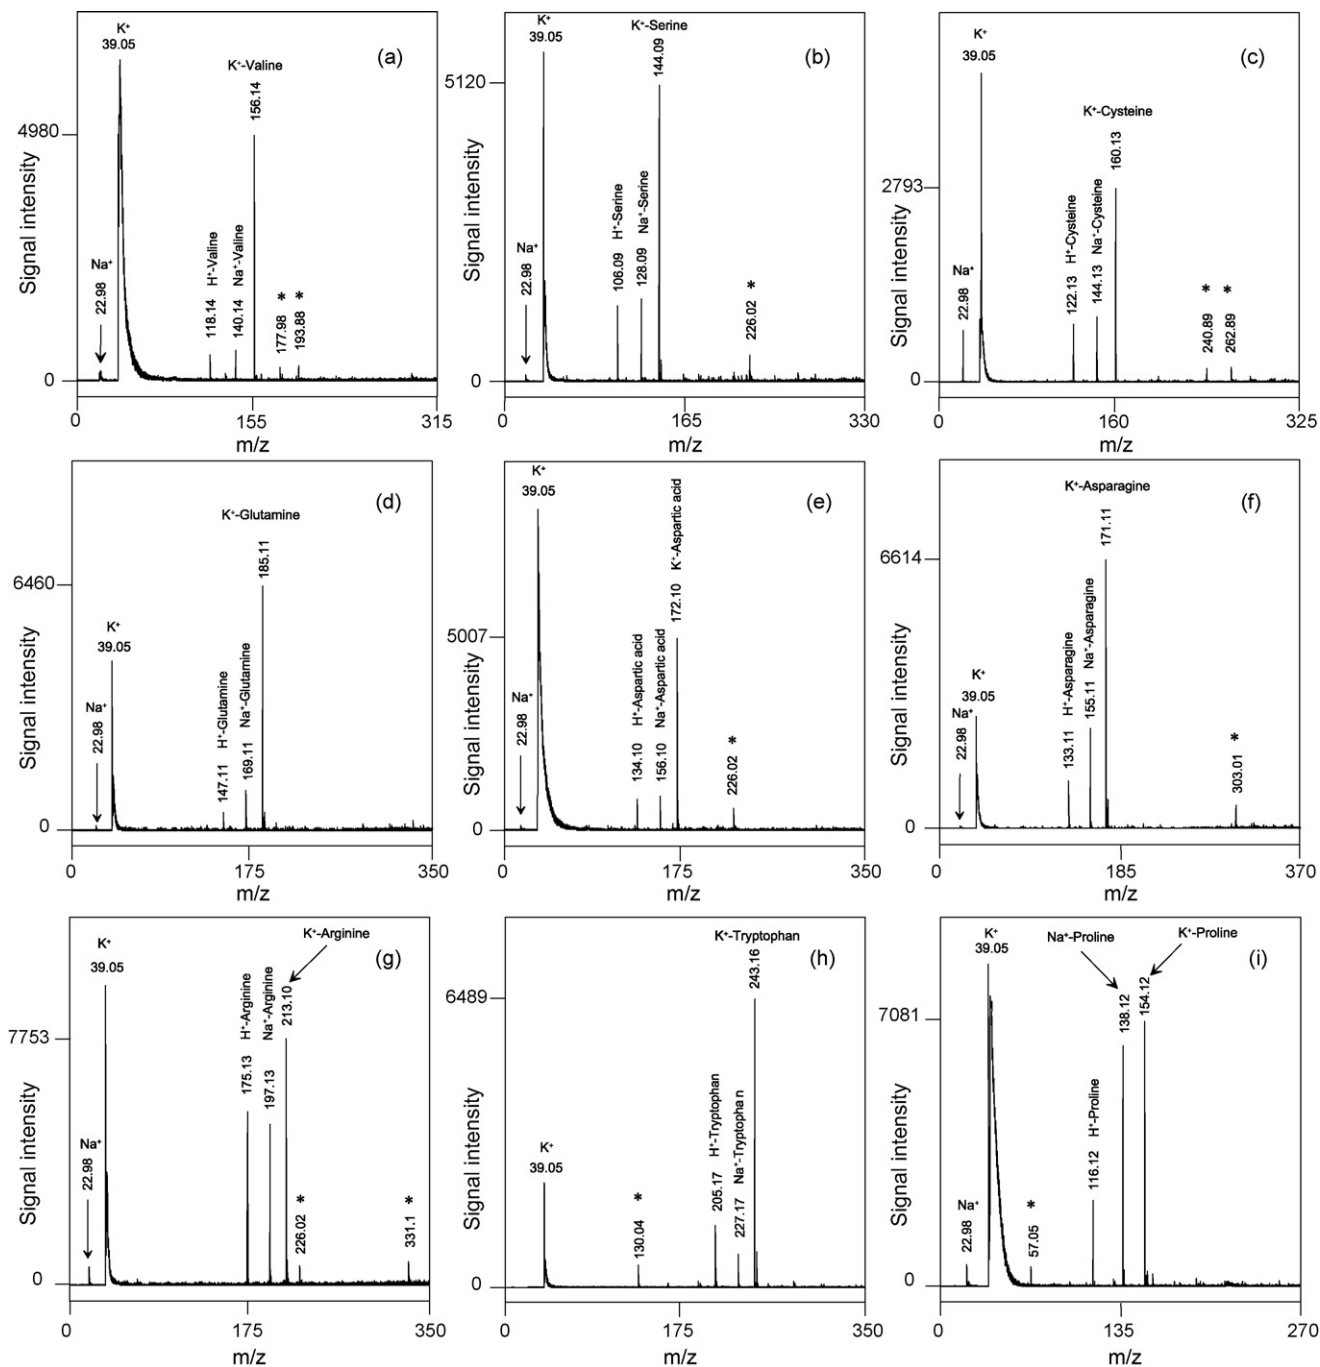 (a)
K⁺
39.05
K⁺-Valine
156.14
4980
Signal intensity
Na⁺
22.98
118.14 H⁺-Valine
140.14 Na⁺-Valine
177.98 *
193.88 *
0
0 155 315
m/z
(b)
K⁺
39.05
K⁺-Serine
144.09
5120
Signal intensity
Na⁺
22.98
106.09 H⁺-Serine
128.09 Na⁺-Serine
226.02 *
0
0 165 330
m/z
(c)
K⁺
39.05
K⁺-Cysteine
160.13
2793
Signal intensity
Na⁺
22.98
122.13 H⁺-Cysteine
144.13 Na⁺-Cysteine
240.89 *
262.89 *
0
0 160 325
m/z
(d)
K⁺-Glutamine
185.11
6460
Signal intensity
K⁺
39.05
Na⁺
22.98
147.11 H⁺-Glutamine
169.11 Na⁺-Glutamine
0
0 175 350
m/z
(e)
K⁺
39.05
172.10 K⁺-Aspartic acid
5007
Signal intensity
Na⁺
22.98
134.10 H⁺-Aspartic acid
156.10 Na⁺-Aspartic acid
226.02 *
0
0 175 350
m/z
(f)
K⁺-Asparagine
171.11
6614
Signal intensity
K⁺
39.05
Na⁺
22.98
133.11 H⁺-Asparagine
155.11 Na⁺-Asparagine
303.01 *
0
0 185 370
m/z
(g)
K⁺
39.05
K⁺-Arginine
213.10
7753
Signal intensity
Na⁺
22.98
175.13 H⁺-Arginine
197.13 Na⁺-Arginine
226.02 *
331.1 *
0
0 175 350
m/z
(h)
K⁺-Tryptophan
243.16
6489
Signal intensity
K⁺
39.05
130.04 *
205.17 H⁺-Tryptophan
227.17 Na⁺-Tryptopha n
0
0 175 350
m/z
(i)
K⁺
39.05
Na⁺-Proline
138.12
K⁺-Proline
154.12
7081
Signal intensity
Na⁺
22.98
57.05 *
116.12 H⁺-Proline
0
0 135 270
m/z